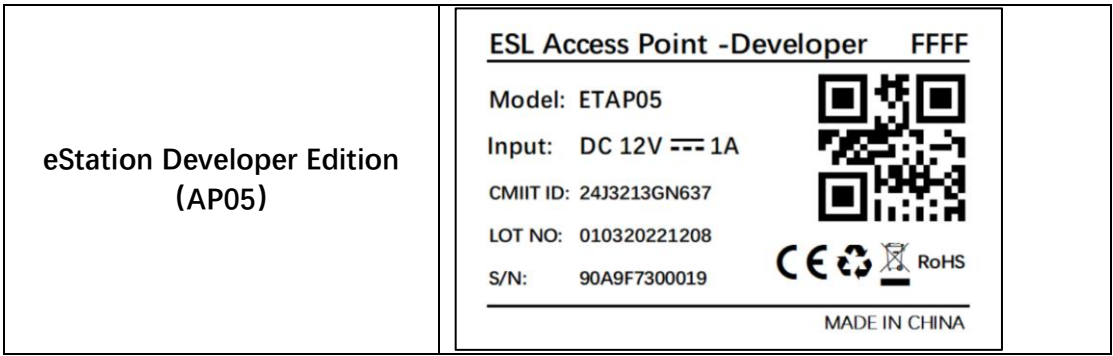 eStation Developer Edition
（AP05）
ESL Access Point -Developer FFFF
Model: ETAP05
Input: DC 12V ⎓ 1A
CMIIT ID: 24J3213GN637
LOT NO: 010320221208
S/N: 90A9F7300019
CE RoHS
MADE IN CHINA